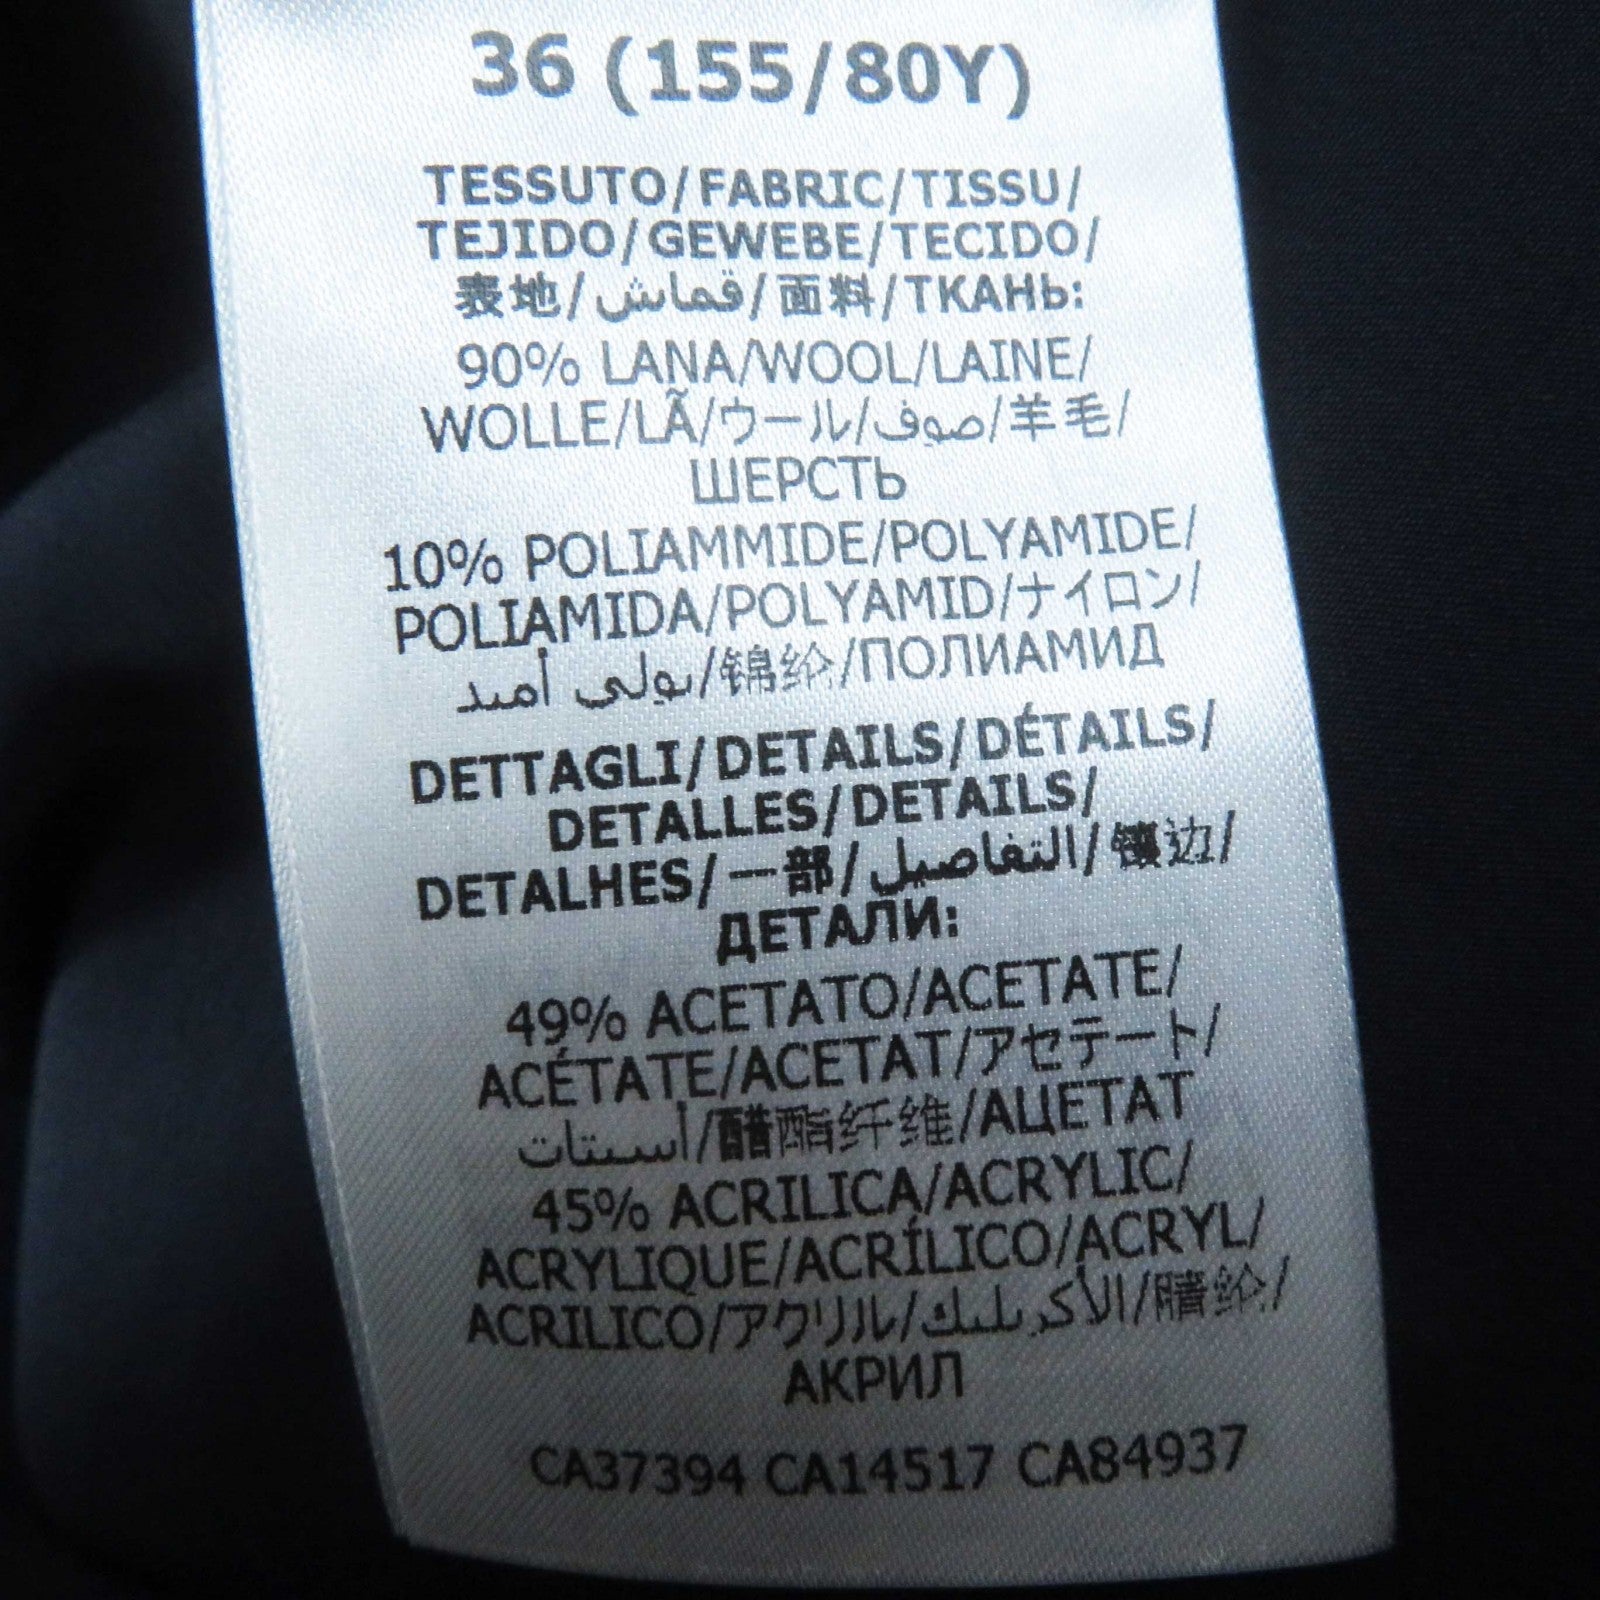 36 (155/80Y)
TESSUTO/FABRIC/TISSU/
TEJIDO/GEWEBE/TECIDO/
表地/قماش/面料/ТКАНЬ:
90% LANA/WOOL/LAINE/
WOLLE/LÃ/ウール/صوف/羊毛/
ШЕРСТЬ
10% POLIAMMIDE/POLYAMIDE/
POLIAMIDA/POLYAMID/ナイロン/
بولي أميد/锦纶/ПОЛИАМИД
DETTAGLI/DETAILS/DÉTAILS/
DETALLES/DETAILS/
DETALHES/一部/التفاصيل/镶边/
ДЕТАЛИ:
49% ACETATO/ACETATE/
ACÉTATE/ACETAT/アセテート/
أستات/醋酯纤维/АЦЕТАТ
45% ACRILICA/ACRYLIC/
ACRYLIQUE/ACRÍLICO/ACRYL/
ACRILICO/アクリル/الأكريليك/腈纶/
АКРИЛ
CA37394 CA14517 CA84937